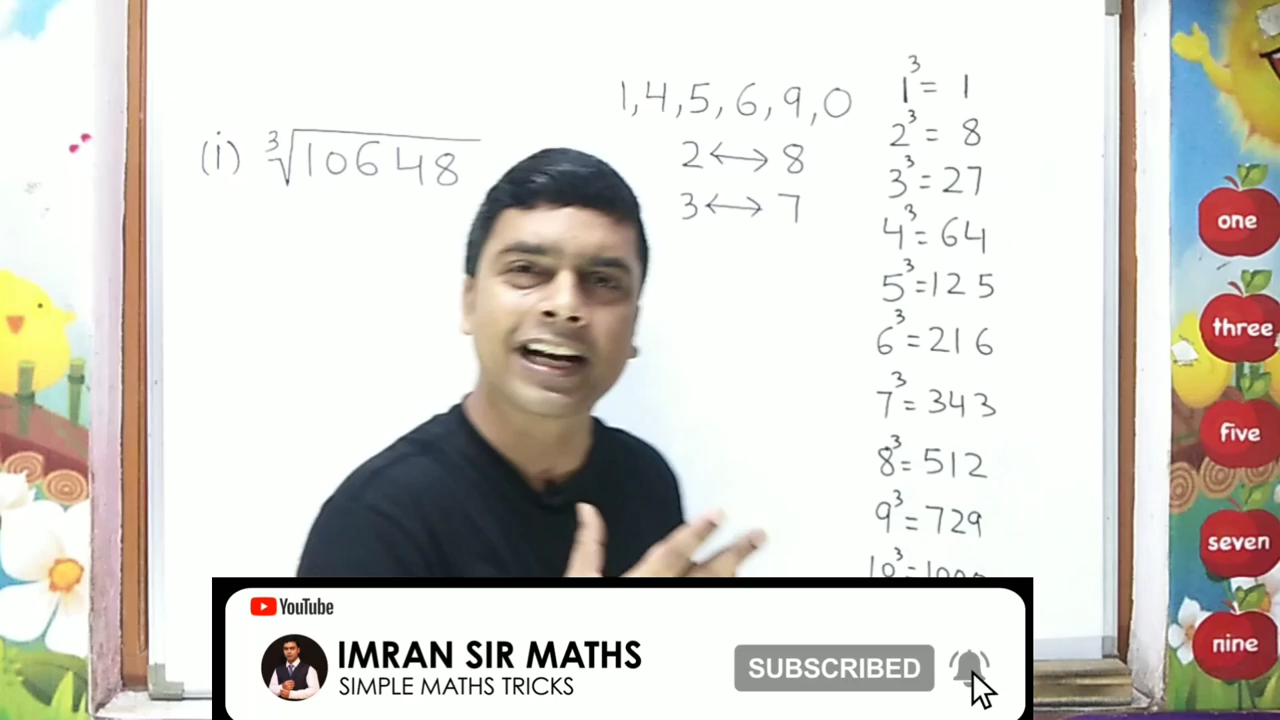 (i) ∛10648
1,4,5,6,9,0
2↔8
3↔7
1³= 1
2³= 8
3³=27
4³= 64
5³=125
6³=216
7³=343
8³=512
9³=729
one
three
five
seven
nine
YouTube
IMRAN SIR MATHS
SIMPLE MATHS TRICKS
SUBSCRIBED